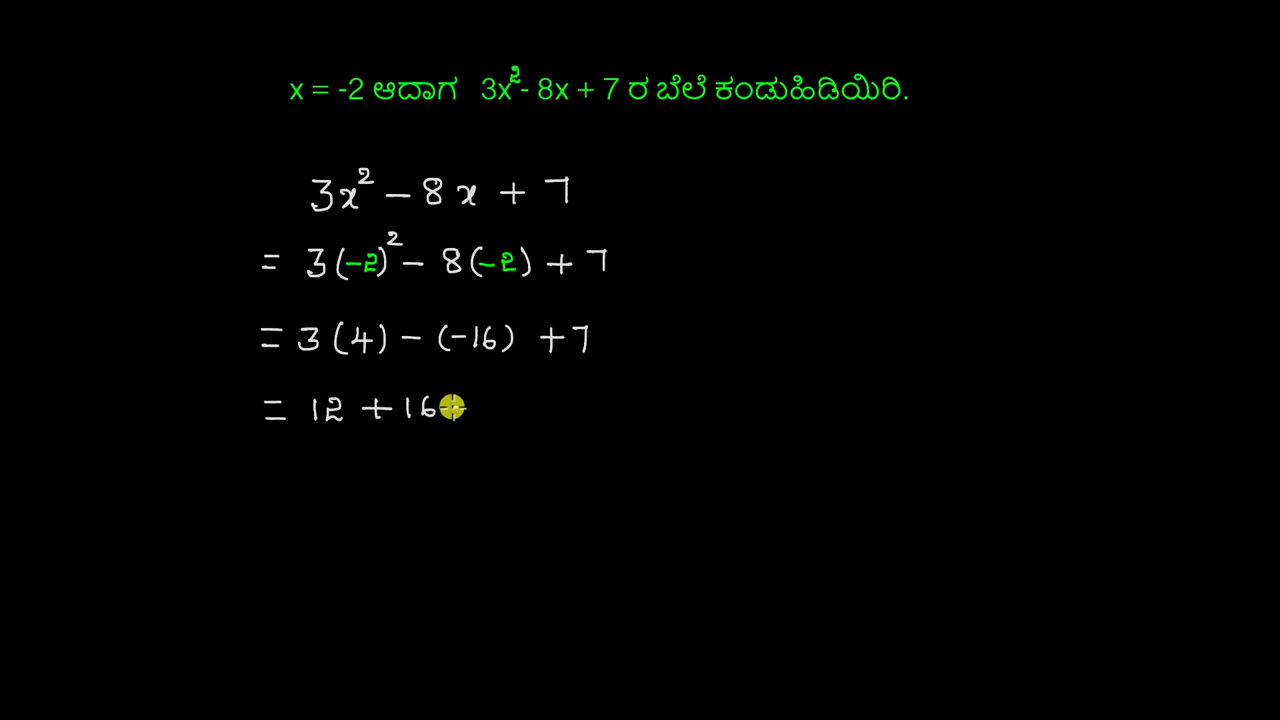 x = -2 ಆದಾಗ 3x² - 8x + 7 ರ ಬೆಲೆ ಕಂಡುಹಿಡಿಯಿರಿ.
3x² - 8x + 7
= 3(-2)² - 8(-2) + 7
= 3(4) - (-16) + 7
= 12 + 16 +